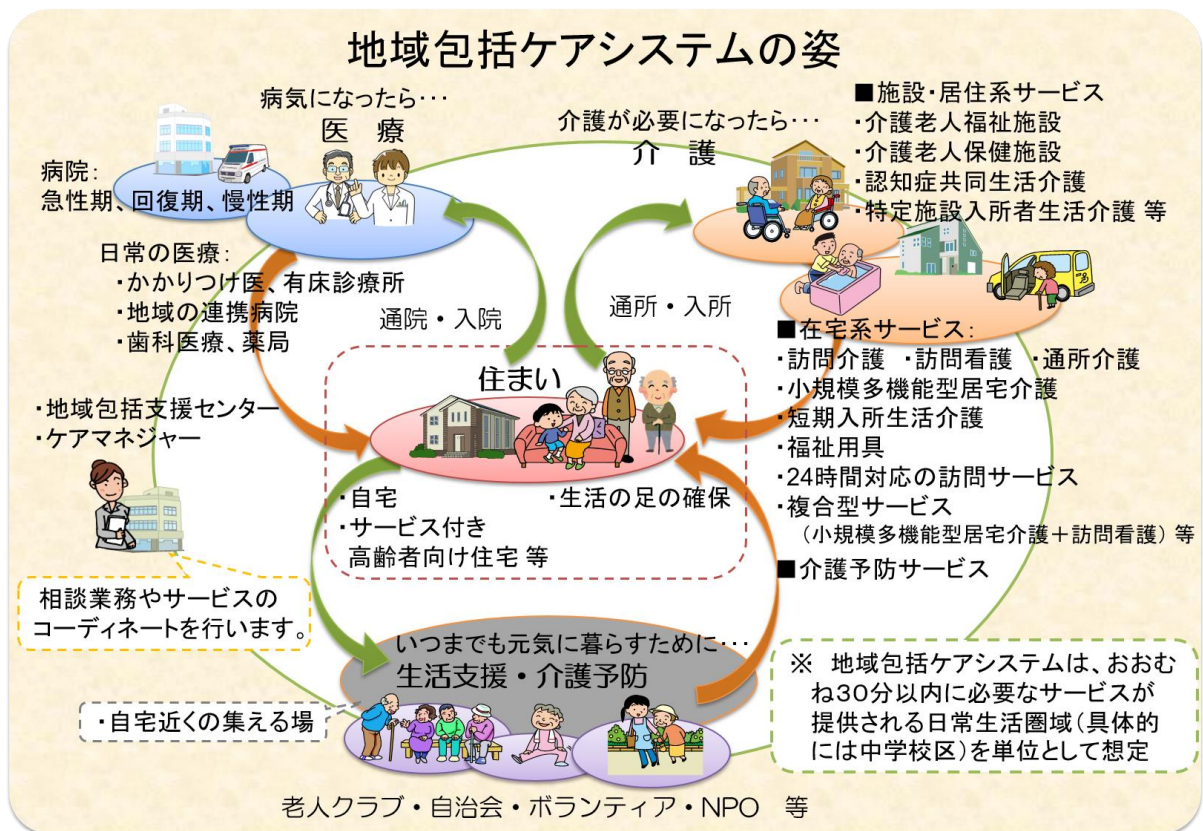 地域包括ケアシステムの姿
病気になったら･･･
医　療
病院:
急性期、回復期、慢性期
日常の医療:
・かかりつけ医、有床診療所
・地域の連携病院
・歯科医療、薬局
通院・入院
介護が必要になったら･･･
介　護
■施設・居住系サービス
・介護老人福祉施設
・介護老人保健施設
・認知症共同生活介護
・特定施設入所者生活介護 等
通所・入所
■在宅系サービス:
・訪問介護　・訪問看護　・通所介護
・小規模多機能型居宅介護
・短期入所生活介護
・福祉用具
・24時間対応の訪問サービス
・複合型サービス
（小規模多機能型居宅介護＋訪問看護）等
■介護予防サービス
住まい
・自宅
・サービス付き
高齢者向け住宅 等
・生活の足の確保
・地域包括支援センター
・ケアマネジャー
相談業務やサービスの
コーディネートを行います。
いつまでも元気に暮らすために･･･
生活支援・介護予防
・自宅近くの集える場
老人クラブ・自治会・ボランティア・NPO　等
※　地域包括ケアシステムは、おおむ
ね３０分以内に必要なサービスが
提供される日常生活圏域（具体的
には中学校区）を単位として想定